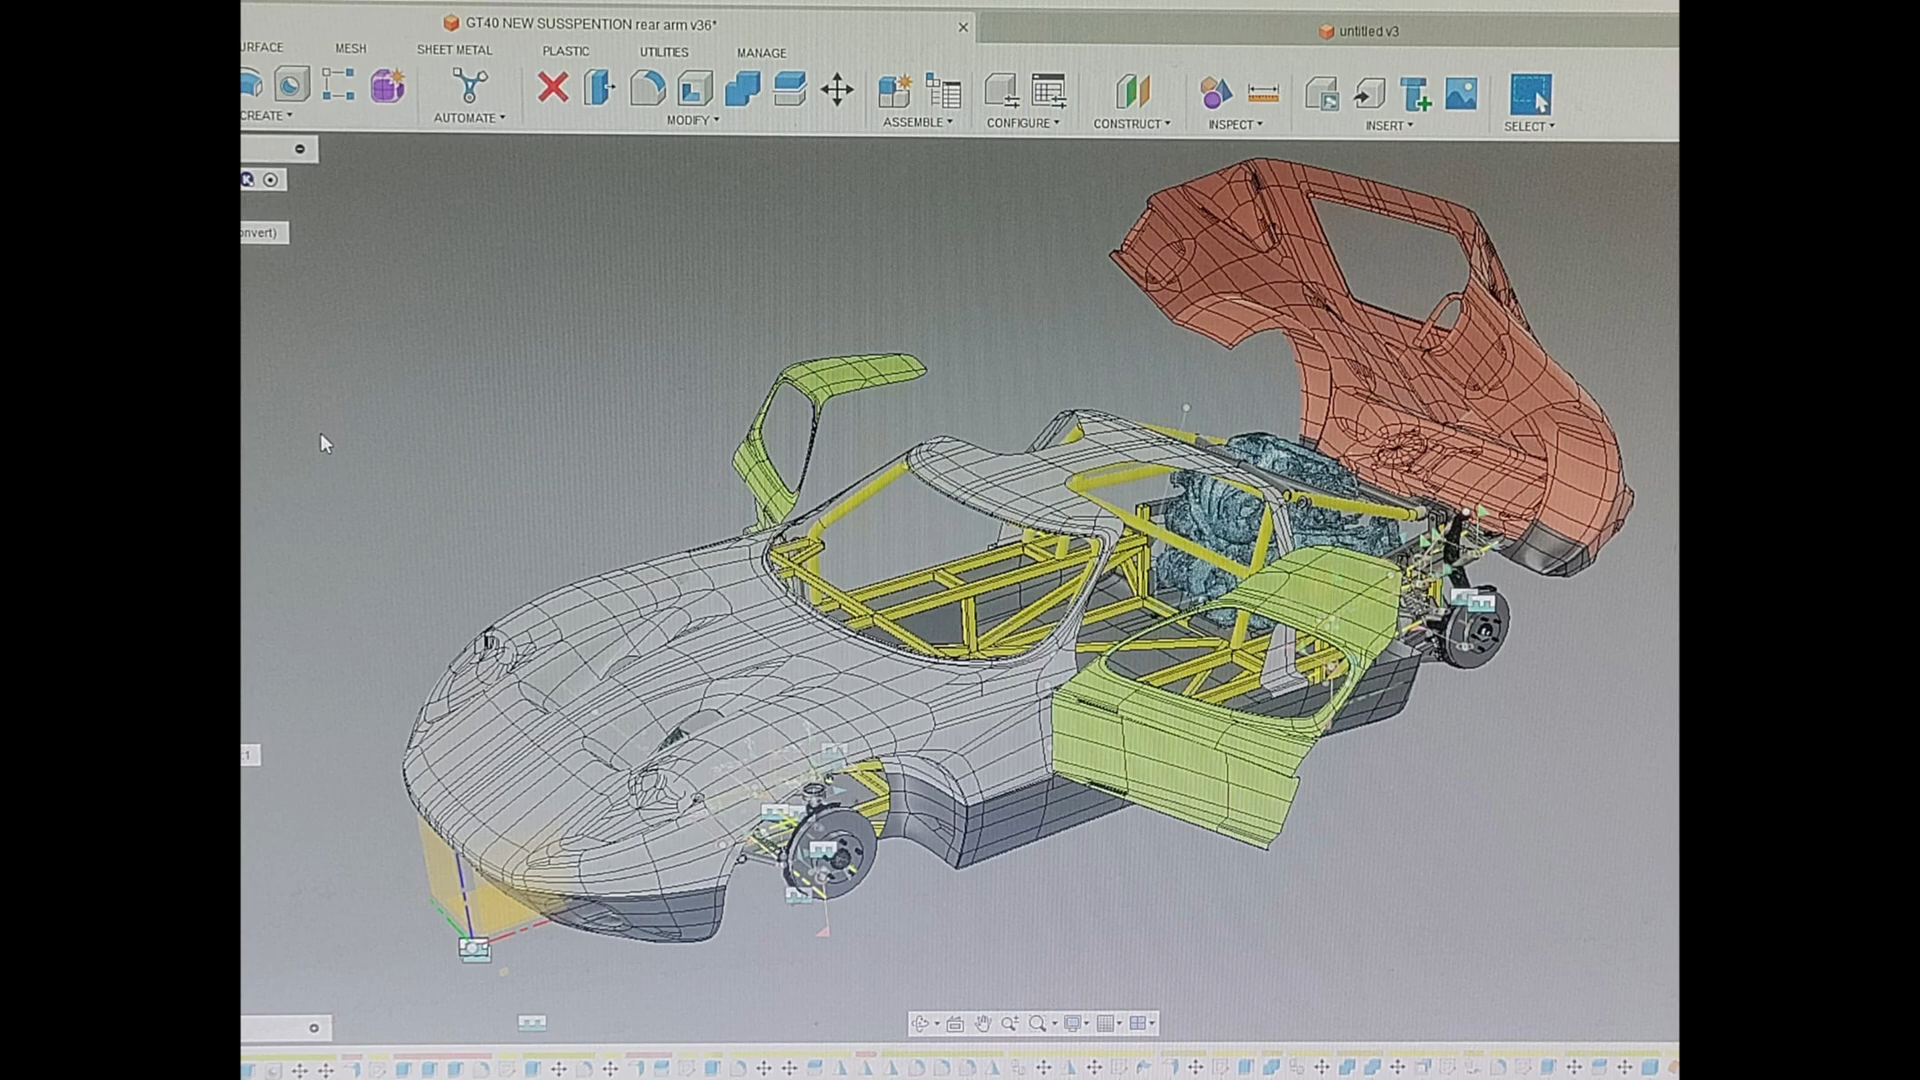 GT40 NEW SUSSPENTION rear arm v36*
untitled v3
URFACE
MESH
SHEET METAL
PLASTIC
UTILITIES
MANAGE
CREATE
AUTOMATE
MODIFY
ASSEMBLE
CONFIGURE
CONSTRUCT
INSPECT
INSERT
SELECT
onvert)
:1